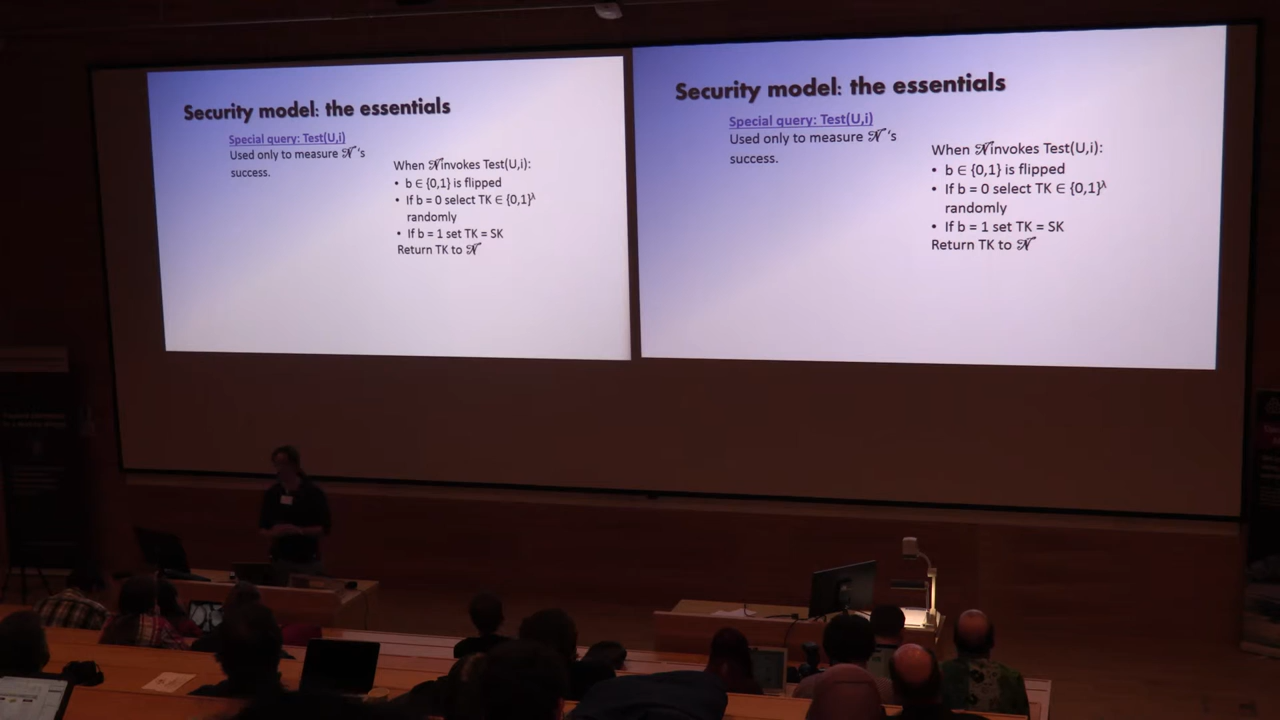 Security model: the essentials
Special query: Test(U,i)
Used only to measure 𝒩's
success.
When 𝒩 invokes Test(U,i):
• b ∈ {0,1} is flipped
• If b = 0 select TK ∈ {0,1}^λ
randomly
• If b = 1 set TK = SK
Return TK to 𝒩
Security model: the essentials
Special query: Test(U,i)
Used only to measure 𝒩's
success.
When 𝒩 invokes Test(U,i):
• b ∈ {0,1} is flipped
• If b = 0 select TK ∈ {0,1}^λ
randomly
• If b = 1 set TK = SK
Return TK to 𝒩